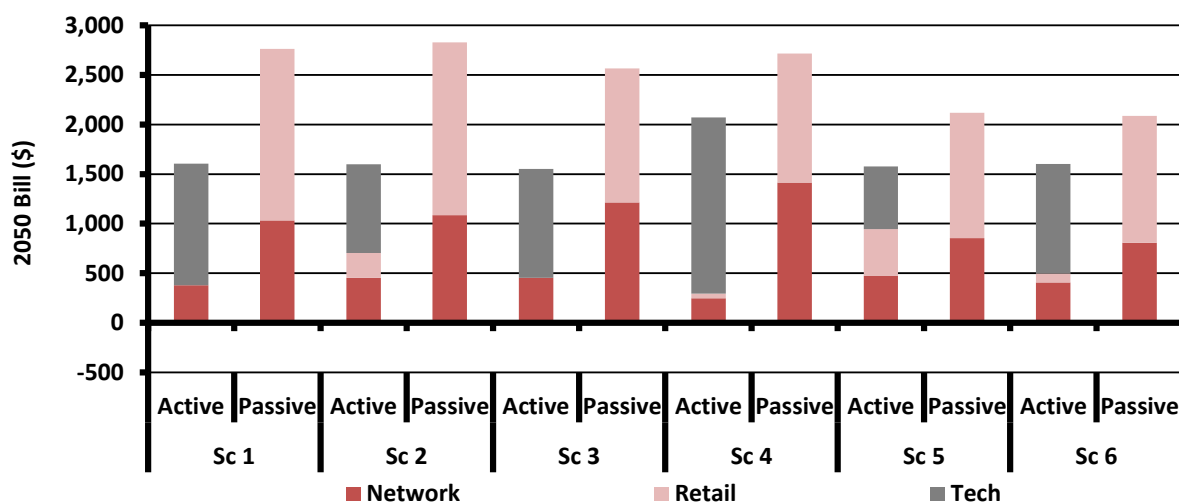 2050 Bill ($)
3,000
2,500
2,000
1,500
1,000
500
0
-500
Active Passive Active Passive Active Passive Active Passive Active Passive Active Passive
Sc 1 Sc 2 Sc 3 Sc 4 Sc 5 Sc 6
Network Retail Tech